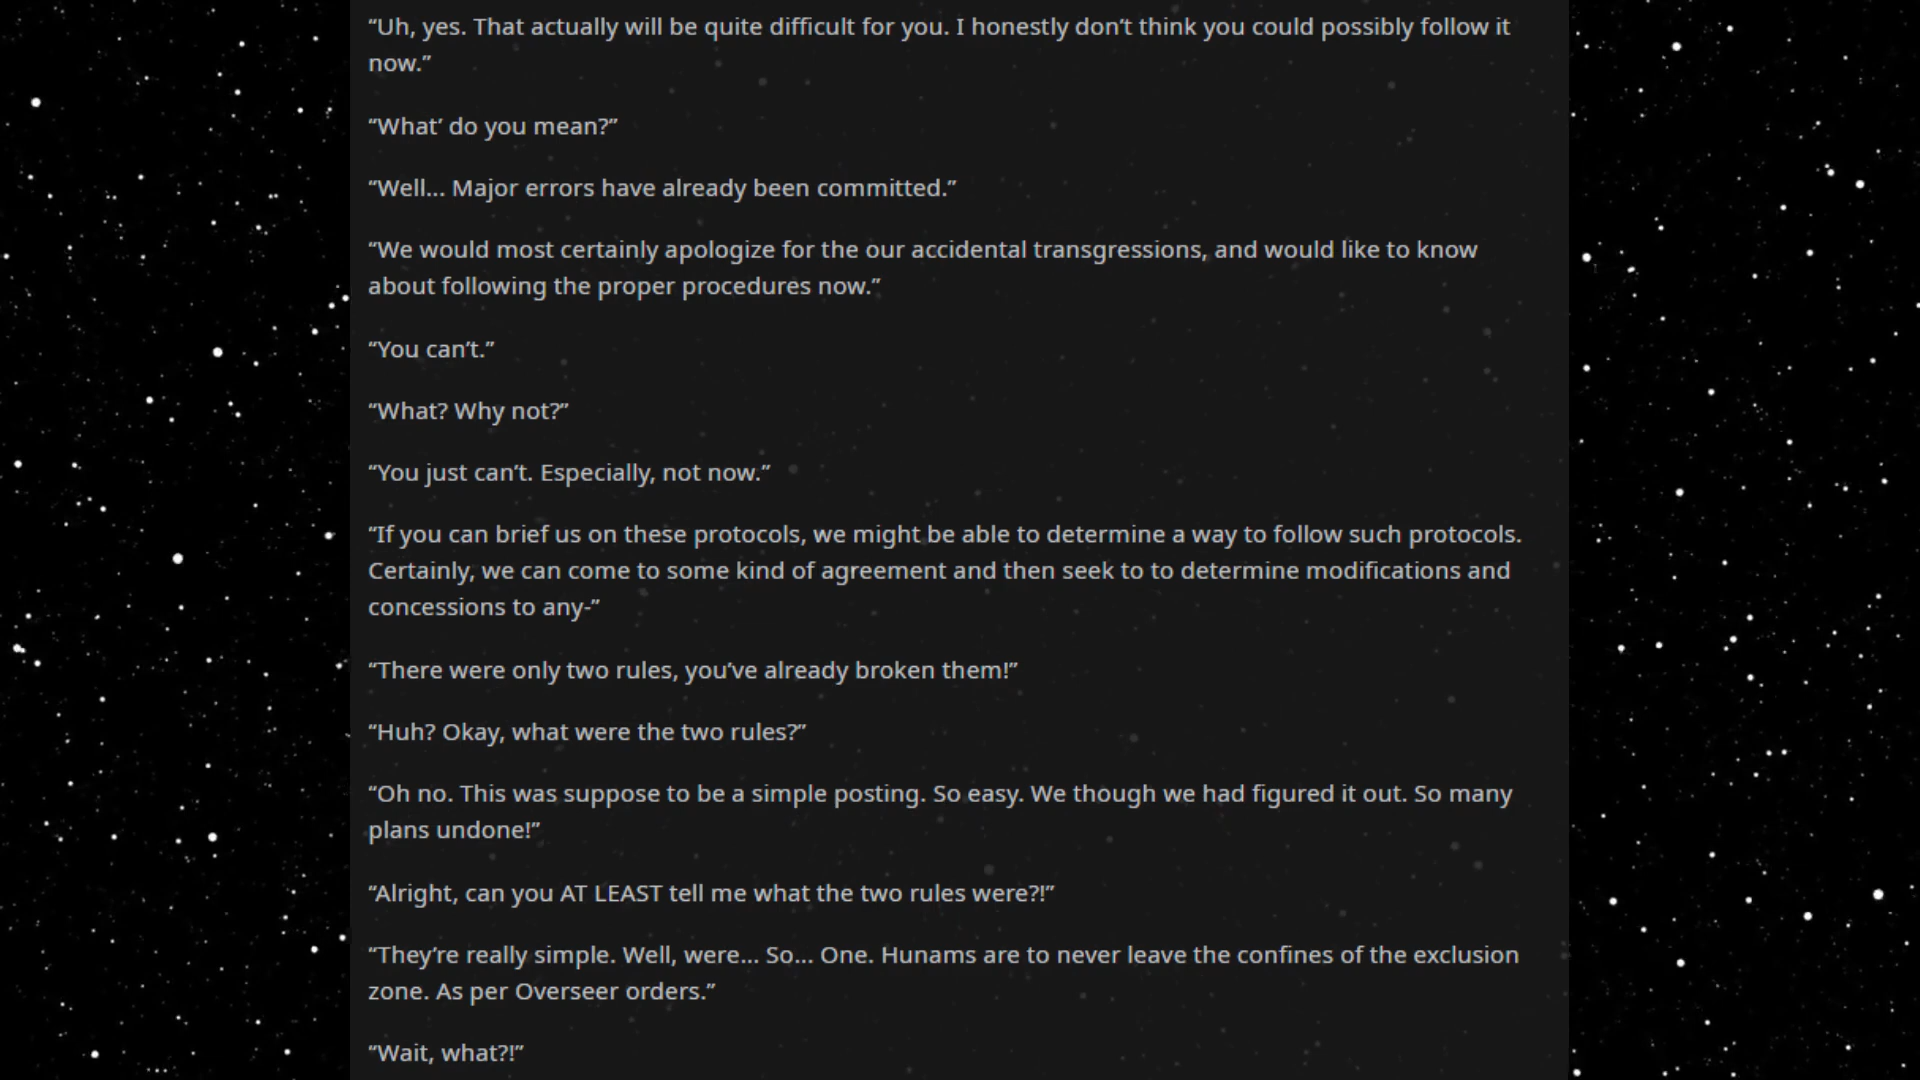 “Uh, yes. That actually will be quite difficult for you. I honestly don’t think you could possibly follow it
now.”
“What’ do you mean?”
“Well... Major errors have already been committed.”
“We would most certainly apologize for the our accidental transgressions, and would like to know
about following the proper procedures now.”
“You can’t.”
“What? Why not?”
“You just can’t. Especially, not now.”
“If you can brief us on these protocols, we might be able to determine a way to follow such protocols.
Certainly, we can come to some kind of agreement and then seek to to determine modifications and
concessions to any-”
“There were only two rules, you’ve already broken them!”
“Huh? Okay, what were the two rules?”
“Oh no. This was suppose to be a simple posting. So easy. We though we had figured it out. So many
plans undone!”
“Alright, can you AT LEAST tell me what the two rules were?!”
“They’re really simple. Well, were... So... One. Hunams are to never leave the confines of the exclusion
zone. As per Overseer orders.”
“Wait, what?!”